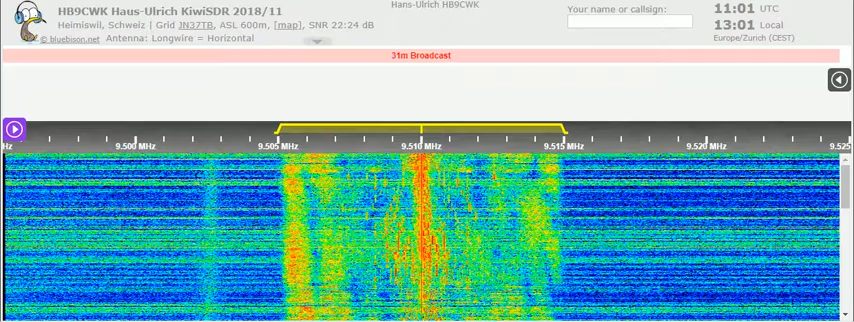 HB9CWK Haus-Ulrich KiwiSDR 2018/11
Heimiswil, Schweiz | Grid JN37TB, ASL 600m, [map], SNR 22:24 dB
© bluebison.net Antenna: Longwire = Horizontal
Hans-Ulrich HB9CWK
Your name or callsign:
11:01 UTC
13:01 Local
Europe/Zurich (CEST)
31m Broadcast
Hz 9.500 MHz 9.505 MHz 9.510 MHz 9.515 MHz 9.520 MHz 9.525